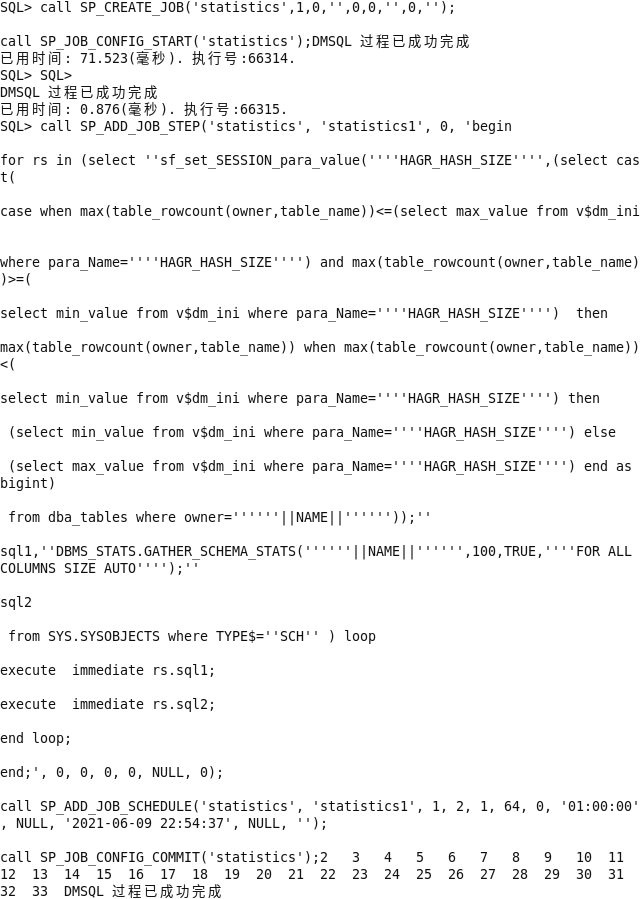 SQL> call SP_CREATE_JOB('statistics',1,0,'',0,0,'',0,'');
call SP_JOB_CONFIG_START('statistics');DMSQL 过程已成功完成
已用时间: 71.523(毫秒). 执行号:66314.
SQL> SQL>
DMSQL 过程已成功完成
已用时间: 0.876(毫秒). 执行号:66315.
SQL> call SP_ADD_JOB_STEP('statistics', 'statistics1', 0, 'begin
for rs in (select ''sf_set_SESSION_para_value(''''HAGR_HASH_SIZE'''',(select cas
t(
case when max(table_rowcount(owner,table_name))<=(select max_value from v$dm_ini
where para_Name=''''HAGR_HASH_SIZE'''') and max(table_rowcount(owner,table_name)
)>=(
select min_value from v$dm_ini where para_Name=''''HAGR_HASH_SIZE'''')  then
max(table_rowcount(owner,table_name)) when max(table_rowcount(owner,table_name))
<(
select min_value from v$dm_ini where para_Name=''''HAGR_HASH_SIZE'''') then
 (select min_value from v$dm_ini where para_Name=''''HAGR_HASH_SIZE'''') else
 (select max_value from v$dm_ini where para_Name=''''HAGR_HASH_SIZE'''') end as
bigint)
 from dba_tables where owner=''''''||NAME||''''''));''
sql1,''DBMS_STATS.GATHER_SCHEMA_STATS(''''''||NAME||'''''',100,TRUE,''''FOR ALL
COLUMNS SIZE AUTO'''');''
sql2
 from SYS.SYSOBJECTS where TYPE$=''SCH'' ) loop
execute  immediate rs.sql1;
execute  immediate rs.sql2;
end loop;
end;', 0, 0, 0, 0, NULL, 0);
call SP_ADD_JOB_SCHEDULE('statistics', 'statistics1', 1, 2, 1, 64, 0, '01:00:00'
, NULL, '2021-06-09 22:54:37', NULL, '');
call SP_JOB_CONFIG_COMMIT('statistics');2   3   4   5   6   7   8   9   10  11
12  13  14  15  16  17  18  19  20  21  22  23  24  25  26  27  28  29  30  31
32  33  DMSQL 过程已成功完成